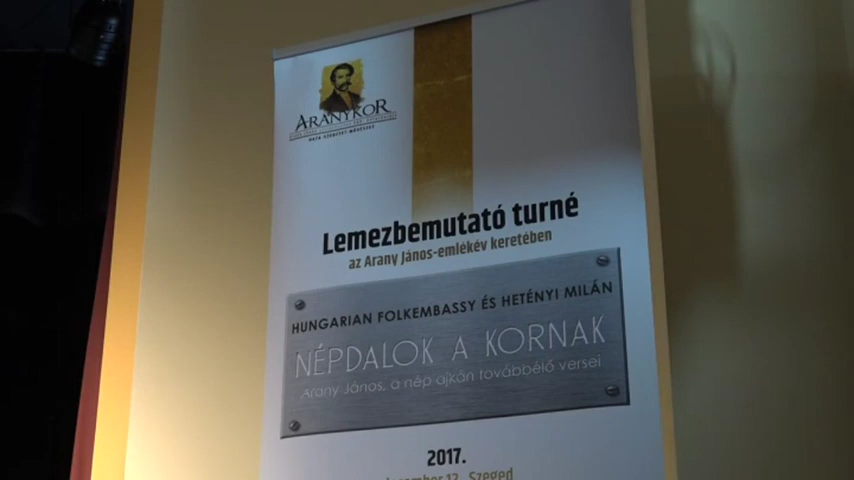 ARANYKOR
Lemezbemutató turné
az Arany János-emlékév keretében
HUNGARIAN FOLKEMBASSY ÉS HETÉNYI MILÁN
NÉPDALOK A KORNAK
Arany János, a nép ajkán továbbélő versei
2017.
12., Szeged